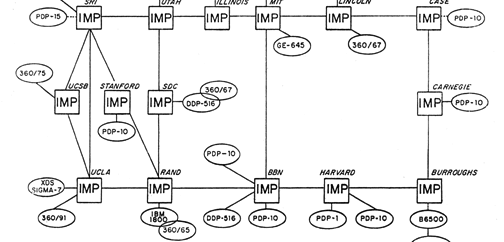 SRI UTAH ILLINOIS MIT LINCOLN CASE
PDP-15 IMP IMP IMP IMP IMP IMP PDP-10
GE-645 360/67
360/75 UCSB STANFORD SDC 360/67 CARNEGIE
IMP IMP IMP DDP-516 IMP PDP-10
PDP-10
PDP-10
UCLA RAND BBN HARVARD BURROUGHS
XDS
SIGMA-7 IMP IMP IMP IMP IMP
360/91 IBM
1800 DDP-516 PDP-10 PDP-1 PDP-10 B6500
360/65